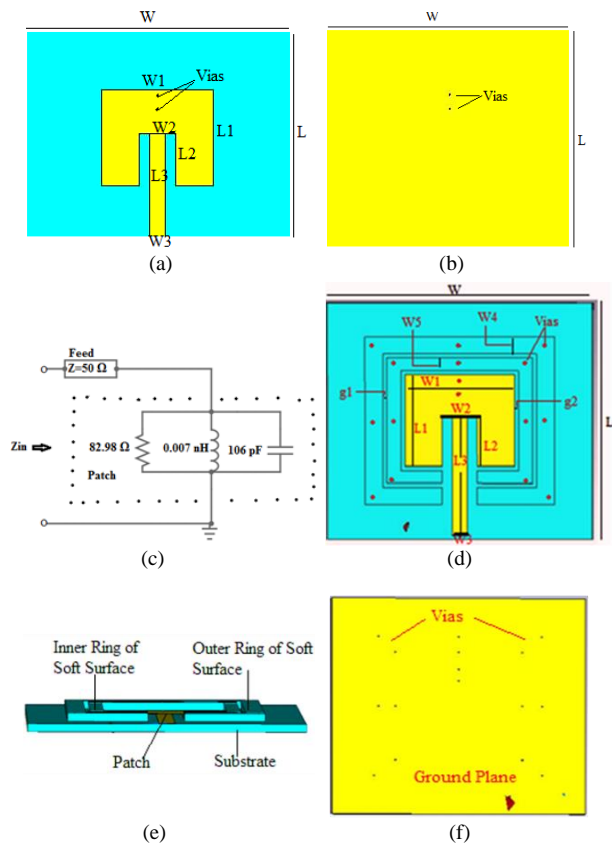 W
W1
Vias
W2
L1
L2
L3
L
W3
(a)
W
Vias
L
(b)
Feed
Z=50 Ω
Zin
82.98 Ω
0.007 nH
106 pF
Patch
(c)
W
W5
W4
Vias
g1
W1
g2
W2
L1
L3
L2
L
W3
(d)
Inner Ring of
Soft Surface
Outer Ring of Soft
Surface
Patch
Substrate
(e)
Vias
Ground Plane
(f)